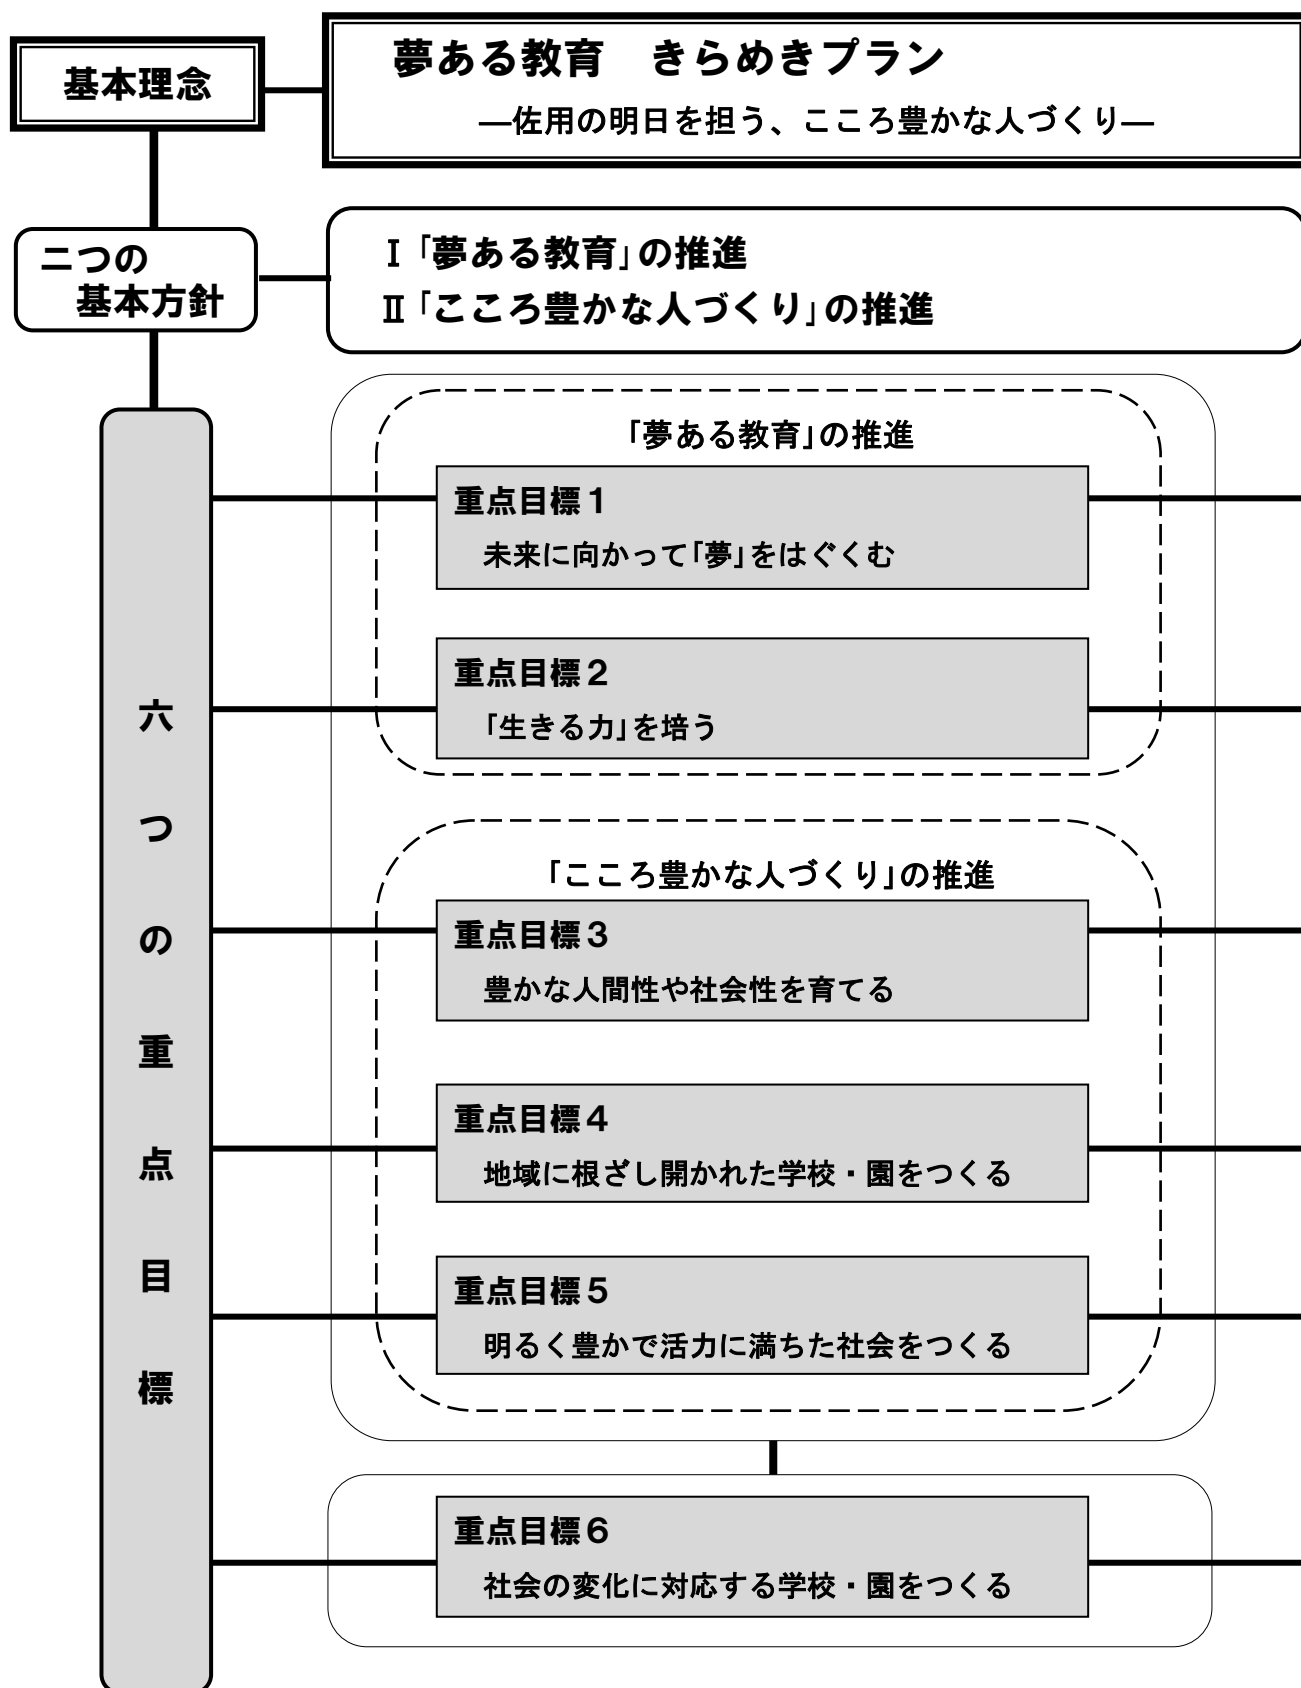 基本理念
夢ある教育　きらめきプラン
―佐用の明日を担う、こころ豊かな人づくり―
二つの
基本方針
Ⅰ「夢ある教育」の推進
Ⅱ「こころ豊かな人づくり」の推進
六つの重点目標
「夢ある教育」の推進
重点目標１
未来に向かって「夢」をはぐくむ
重点目標２
「生きる力」を培う
「こころ豊かな人づくり」の推進
重点目標３
豊かな人間性や社会性を育てる
重点目標４
地域に根ざし開かれた学校・園をつくる
重点目標５
明るく豊かで活力に満ちた社会をつくる
重点目標６
社会の変化に対応する学校・園をつくる